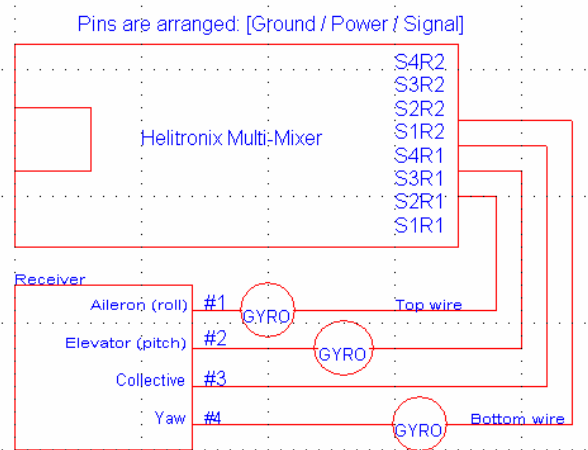 Pins are arranged: [Ground / Power / Signal]
S4R2
S3R2
S2R2
S1R2
Helitronix Multi-Mixer
S4R1
S3R1
S2R1
S1R1
Receiver
Aileron (roll) #1 GYRO Top wire
Elevator (pitch) #2 GYRO
Collective #3
Yaw #4 GYRO Bottom wire